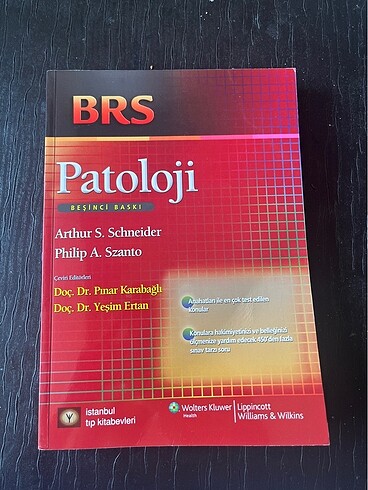 BRS
Patoloji
BEŞİNCİ BASKI
Arthur S. Schneider
Philip A. Szanto
Çeviri Editörleri
Doç. Dr. Pınar Karabağlı
Doç. Dr. Yeşim Ertan
Anahatları ile en çok test edilen
konular
Konulara hakimiyetinizi ve belleğinizi
ölçmenize yardım edecek 450'den fazla
sınav tarzı soru
istanbul
tıp kitabevleri
Wolters Kluwer
Health
Lippincott
Williams & Wilkins